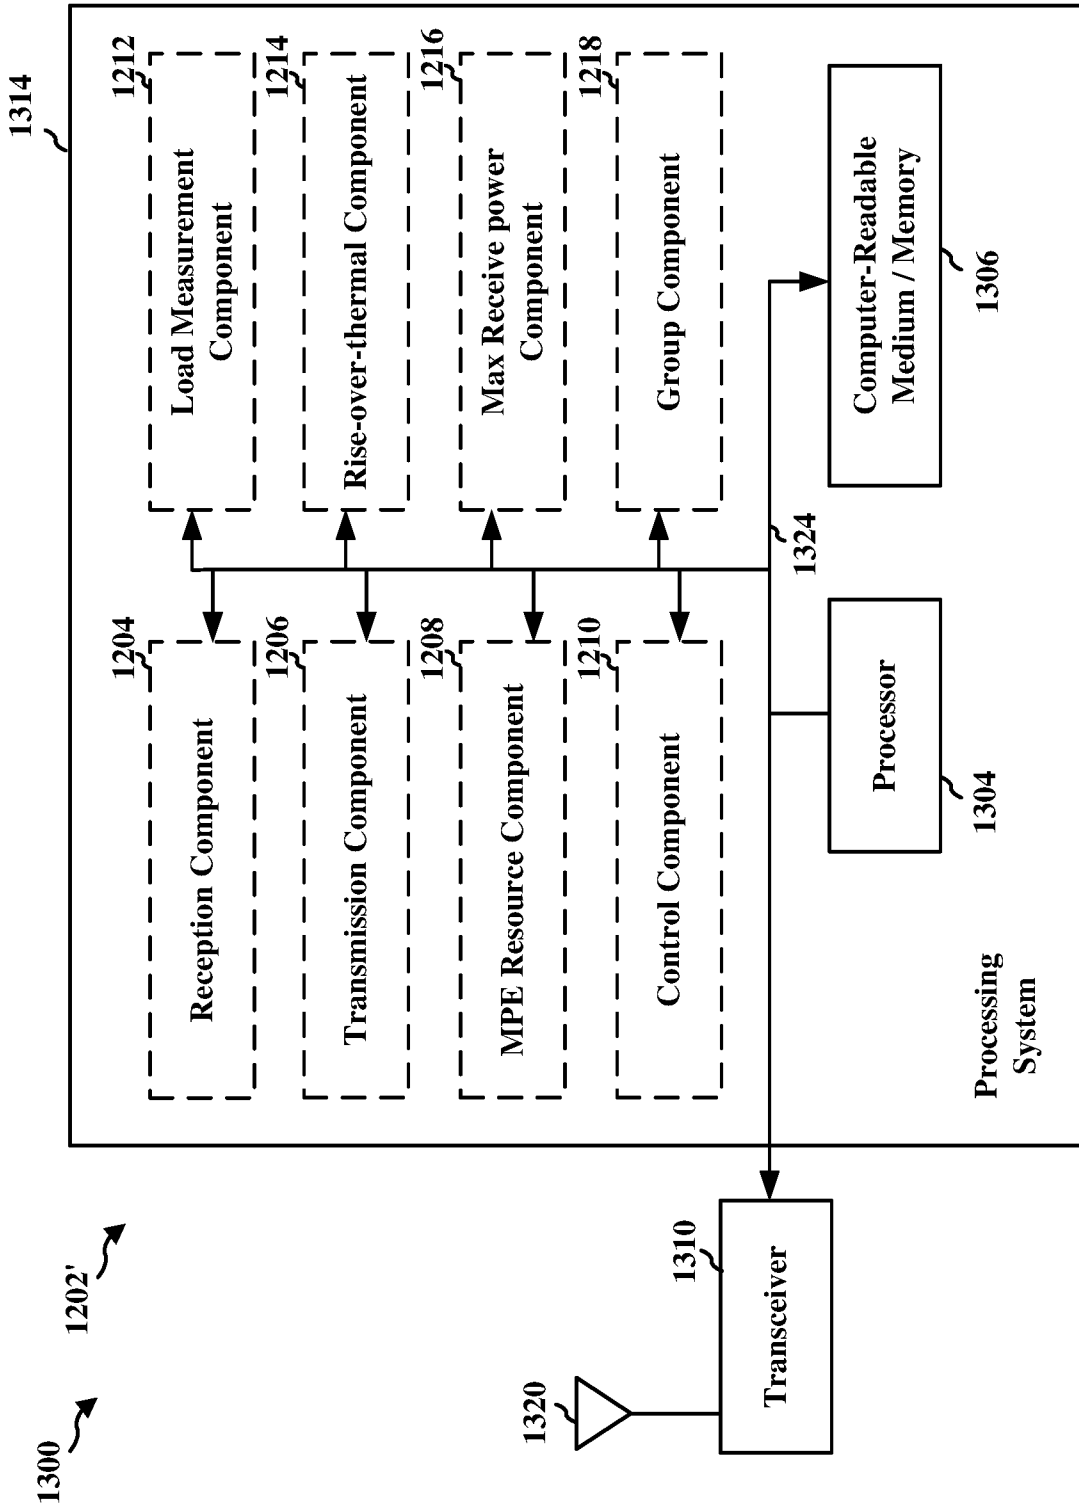 1300
1202'
1314
1204
Reception Component
1206
Transmission Component
1208
MPE Resource Component
1210
Control Component
1212
Load Measurement
Component
1214
Rise-over-thermal Component
1216
Max Receive power
Component
1218
Group Component
1320
1310
Transceiver
1324
Processor
1304
Computer-Readable
Medium / Memory
1306
Processing
System